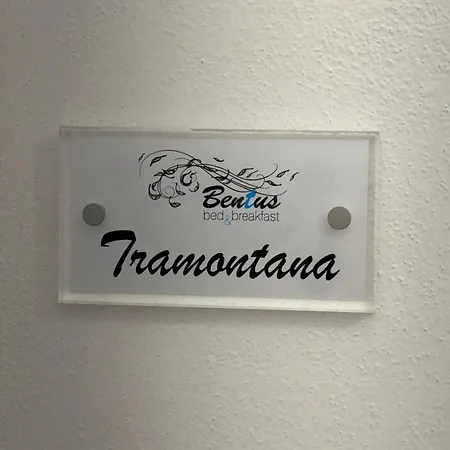 Bentus
bed & breakfast
Tramontana